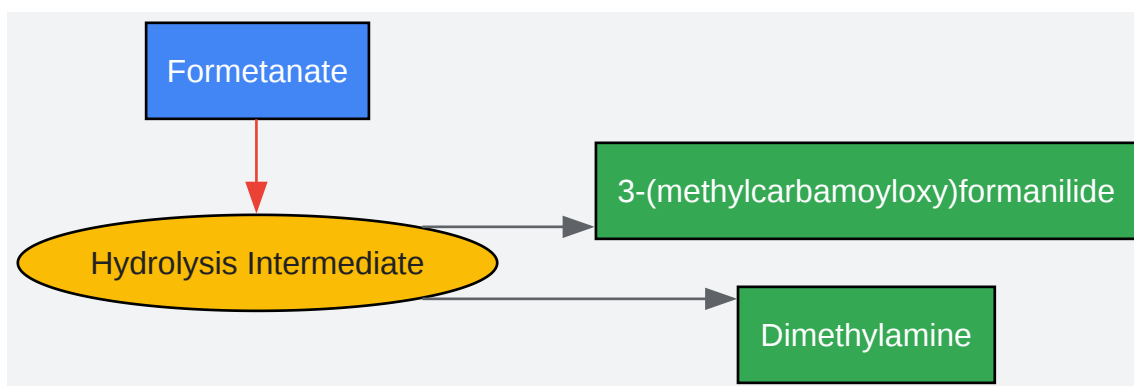 Formetanate
3-(methylcarbamoyloxy)formanilide
Hydrolysis Intermediate
Dimethylamine